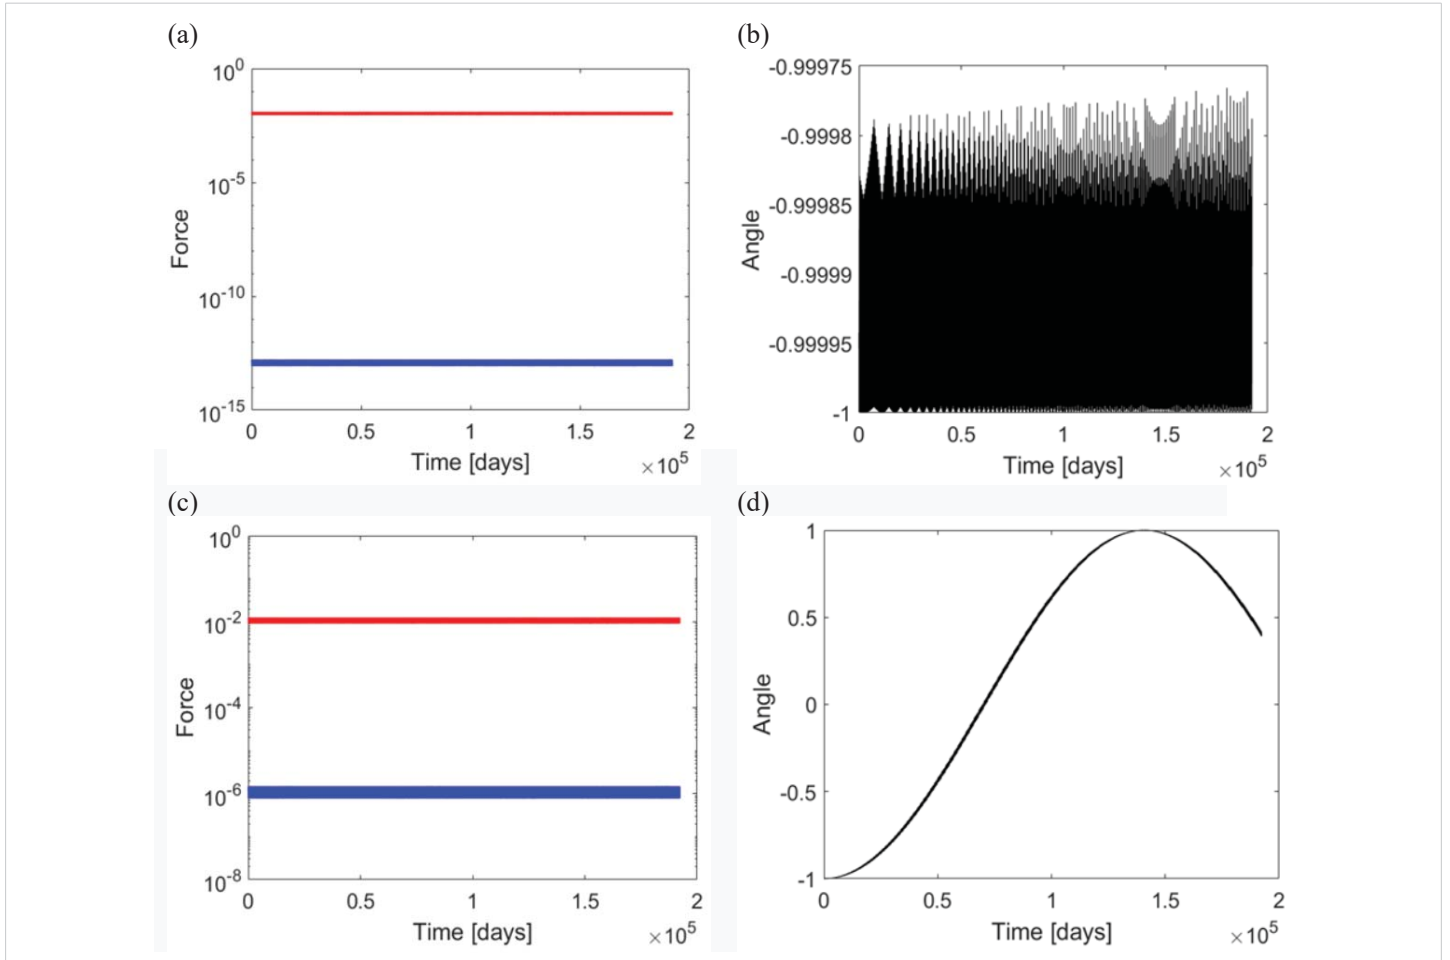 (a)
10^0
10^-5
10^-10
10^-15
Force
0 0.5 1 1.5 2
Time [days] ×10^5
(b)
-0.99975
-0.9998
-0.99985
-0.9999
-0.99995
-1
Angle
0 0.5 1 1.5 2
Time [days] ×10^5
(c)
10^0
10^-2
10^-4
10^-6
10^-8
Force
0 0.5 1 1.5 2
Time [days] ×10^5
(d)
1
0.5
0
-0.5
-1
Angle
0 0.5 1 1.5 2
Time [days] ×10^5